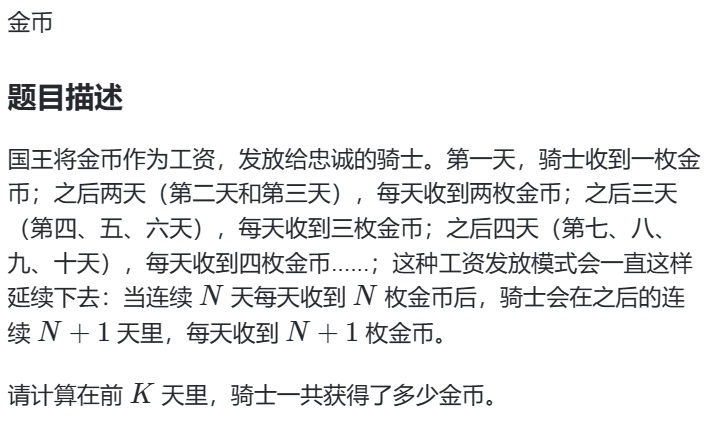 金币
题目描述
国王将金币作为工资，发放给忠诚的骑士。第一天，骑士收到一枚金
币；之后两天（第二天和第三天），每天收到两枚金币；之后三天
（第四、五、六天），每天收到三枚金币；之后四天（第七、八、
九、十天），每天收到四枚金币……；这种工资发放模式会一直这样
延续下去：当连续 N 天每天收到 N 枚金币后，骑士会在之后的连
续 N + 1 天里，每天收到 N + 1 枚金币。
请计算在前 K 天里，骑士一共获得了多少金币。